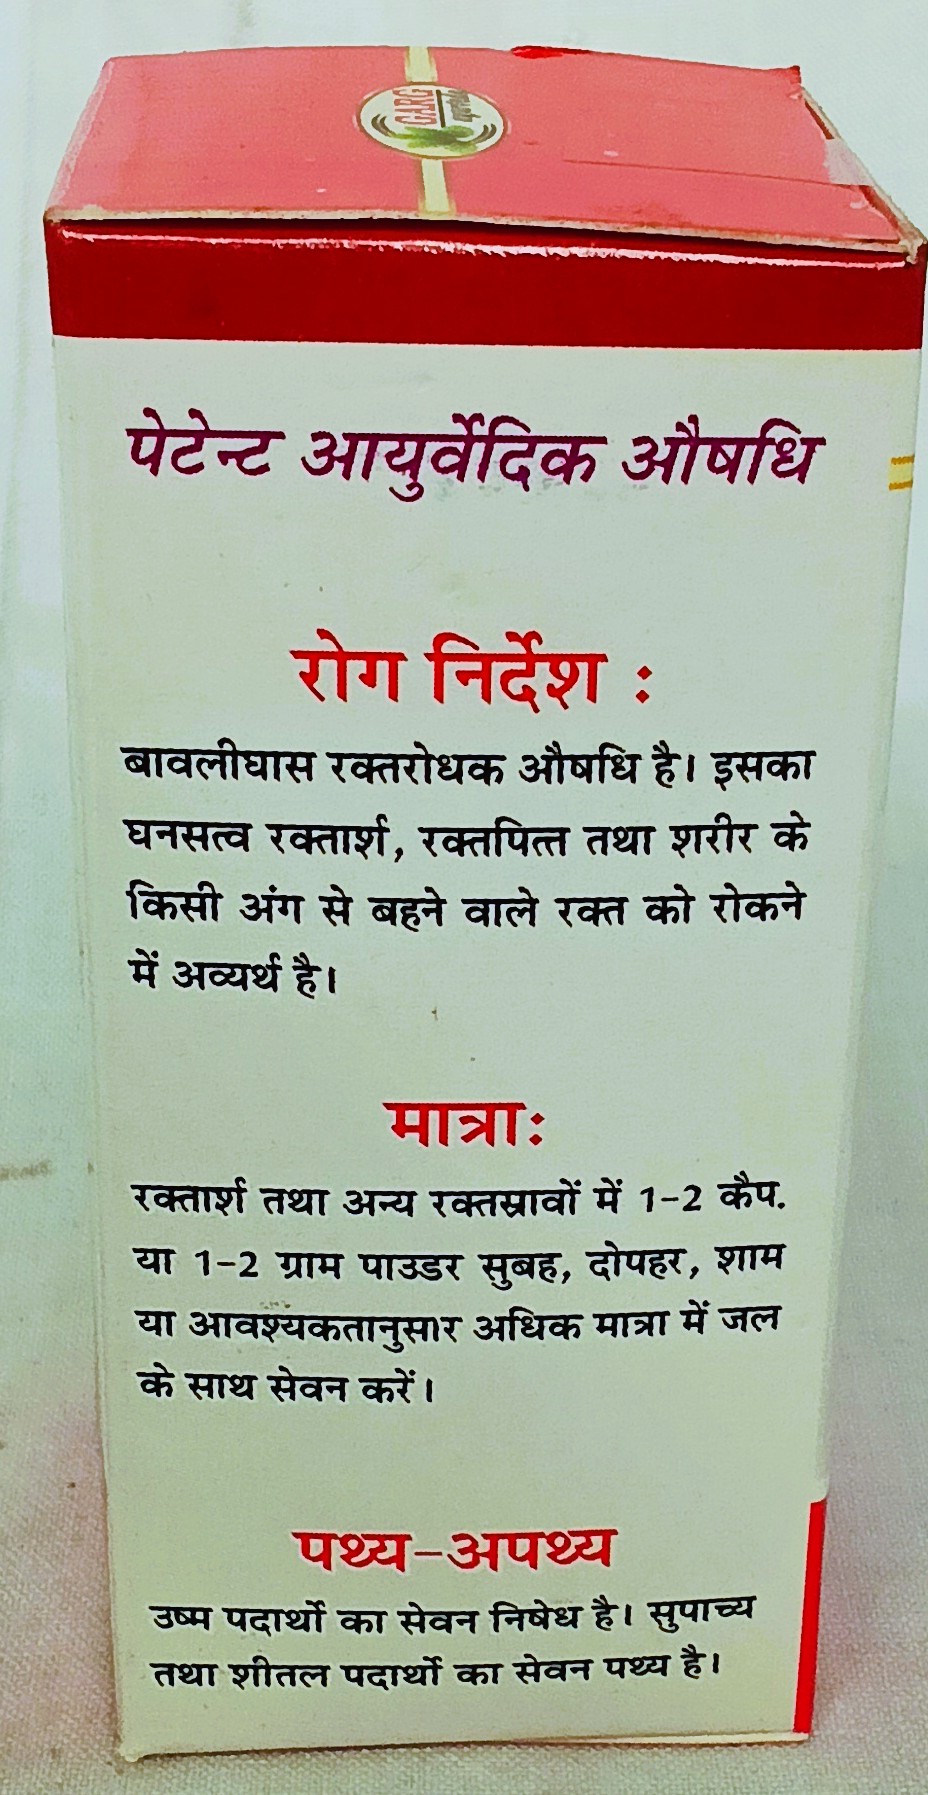 GARG
पेटेन्ट आयुर्वेदिक औषधि
रोग निर्देश :
बावलीघास रक्तरोधक औषधि है। इसका
घनसत्व रक्तार्श, रक्तपित्त तथा शरीर के
किसी अंग से बहने वाले रक्त को रोकने
में अव्यर्थ है।
मात्राः
रक्तार्श तथा अन्य रक्तस्रावों में 1-2 कैप.
या 1-2 ग्राम पाउडर सुबह, दोपहर, शाम
या आवश्यकतानुसार अधिक मात्रा में जल
के साथ सेवन करें।
पथ्य-अपथ्य
उष्म पदार्थो का सेवन निषेध है। सुपाच्य
तथा शीतल पदार्थो का सेवन पथ्य है।